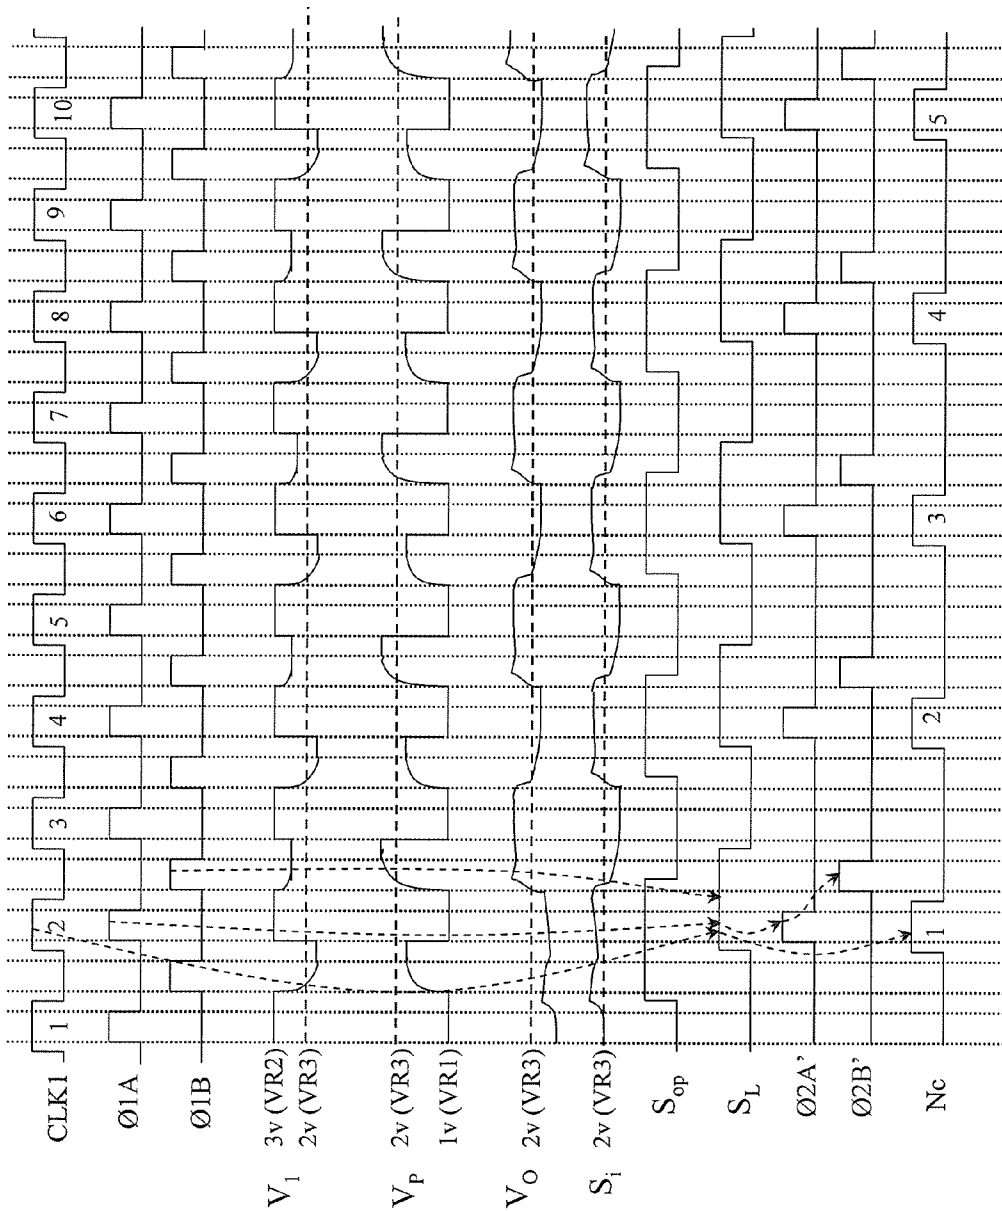 CLK1 1 2 3 4 5 6 7 8 9 10
Ø1A
Ø1B
V1 3v (VR2)
2v (VR3)
VP 2v (VR3)
1v (VR1)
VO 2v (VR3)
Si 2v (VR3)
Sop
SL
Ø2A’
Ø2B’
Nc 1 2 3 4 5